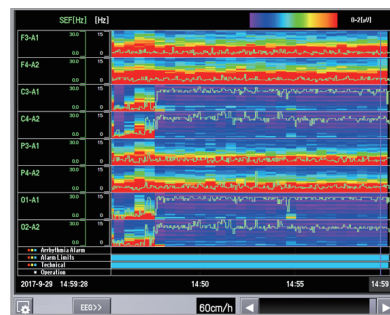 SEF[Hz] [Hz] 0-2[μV]
F3-A1 30.0 15
0.0 0
F4-A2 30.0 15
0.0 0
C3-A1 30.0 15
0.0 0
C4-A2 30.0 15
0.0 0
P3-A1 30.0 15
0.0 0
P4-A2 30.0 15
0.0 0
O1-A1 30.0 15
0.0 0
O2-A2 30.0 15
0.0 0
Arrhythmia Alarm
Alarm Limits
Technical
Operation
2017-9-29 14:59:28 14:50 14:55 14:59
EEG>> 60cm/h